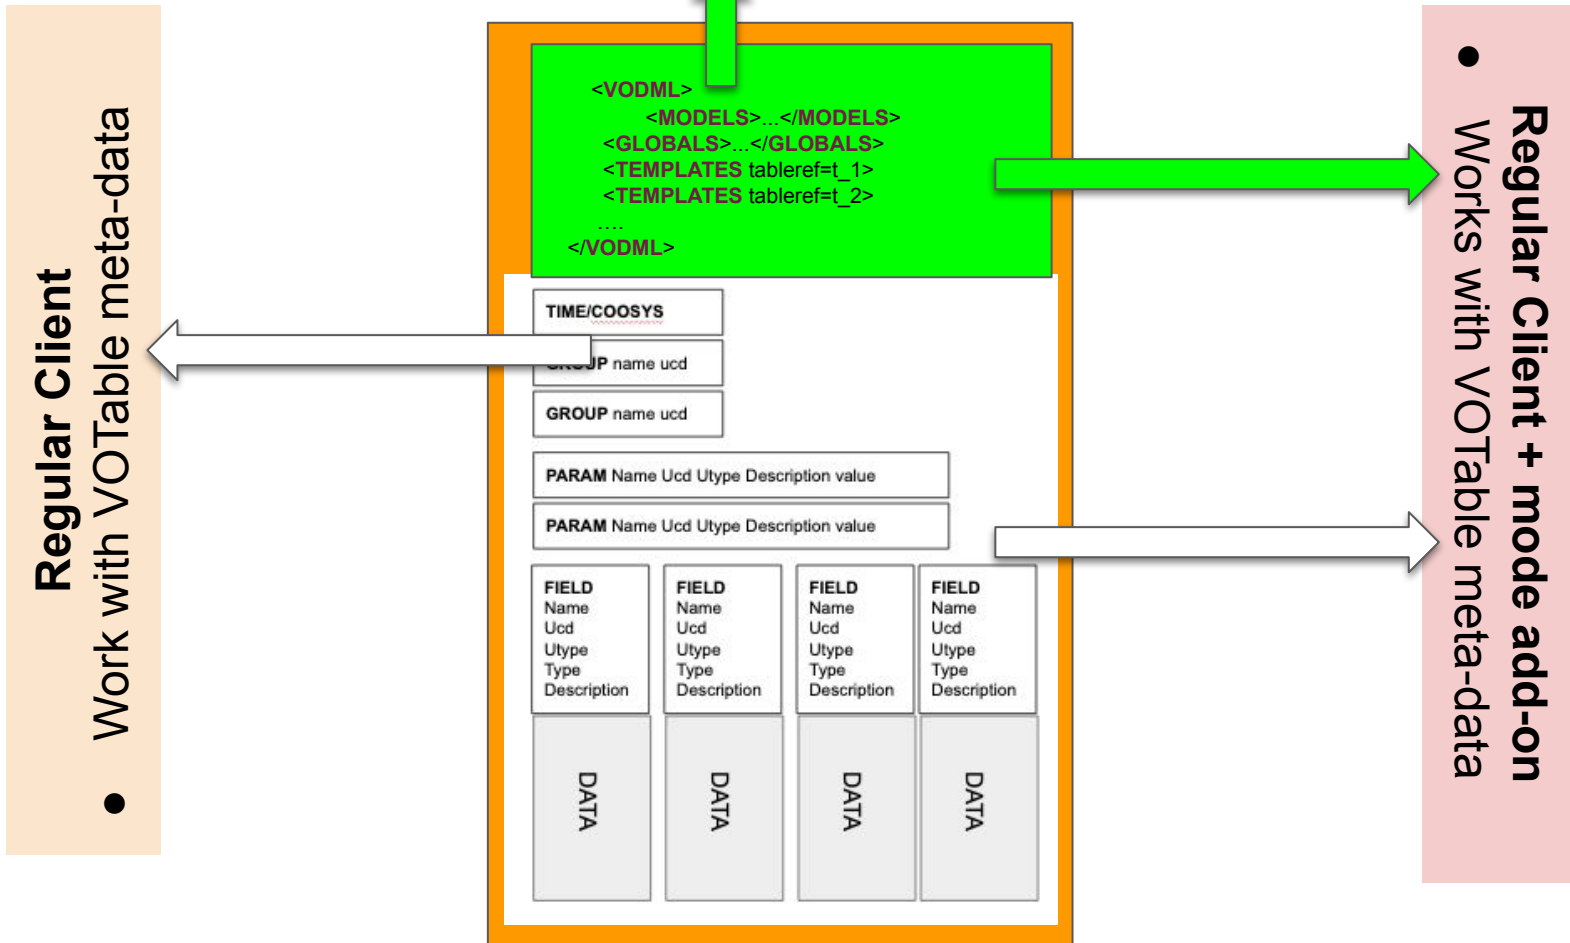 Regular Client
● Work with VOTable meta-data
<VODML>
<MODELS>...</MODELS>
<GLOBALS>...</GLOBALS>
<TEMPLATES tableref=t_1>
<TEMPLATES tableref=t_2>
....
</VODML>
TIME/COOSYS
GROUP name ucd
GROUP name ucd
PARAM Name Ucd Utype Description value
PARAM Name Ucd Utype Description value
FIELD
Name
Ucd
Utype
Type
Description
FIELD
Name
Ucd
Utype
Type
Description
FIELD
Name
Ucd
Utype
Type
Description
FIELD
Name
Ucd
Utype
Type
Description
DATA
DATA
DATA
DATA
Regular Client + mode add-on
● Works with VOTable meta-data